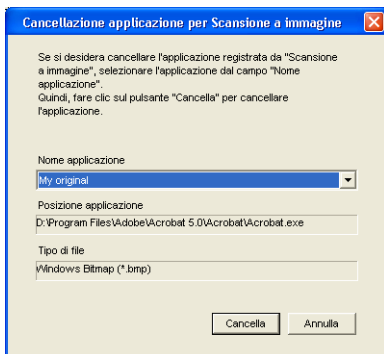 Cancellazione applicazione per Scansione a immagine
Se si desidera cancellare l'applicazione registrata da "Scansione
a immagine", selezionare l'applicazione dal campo "Nome
applicazione".
Quindi, fare clic sul pulsante "Cancella" per cancellare
l'applicazione.
Nome applicazione
My original
Posizione applicazione
D:\Program Files\Adobe\Acrobat 5.0\Acrobat\Acrobat.exe
Tipo di file
Windows Bitmap (*.bmp)
Cancella
Annulla